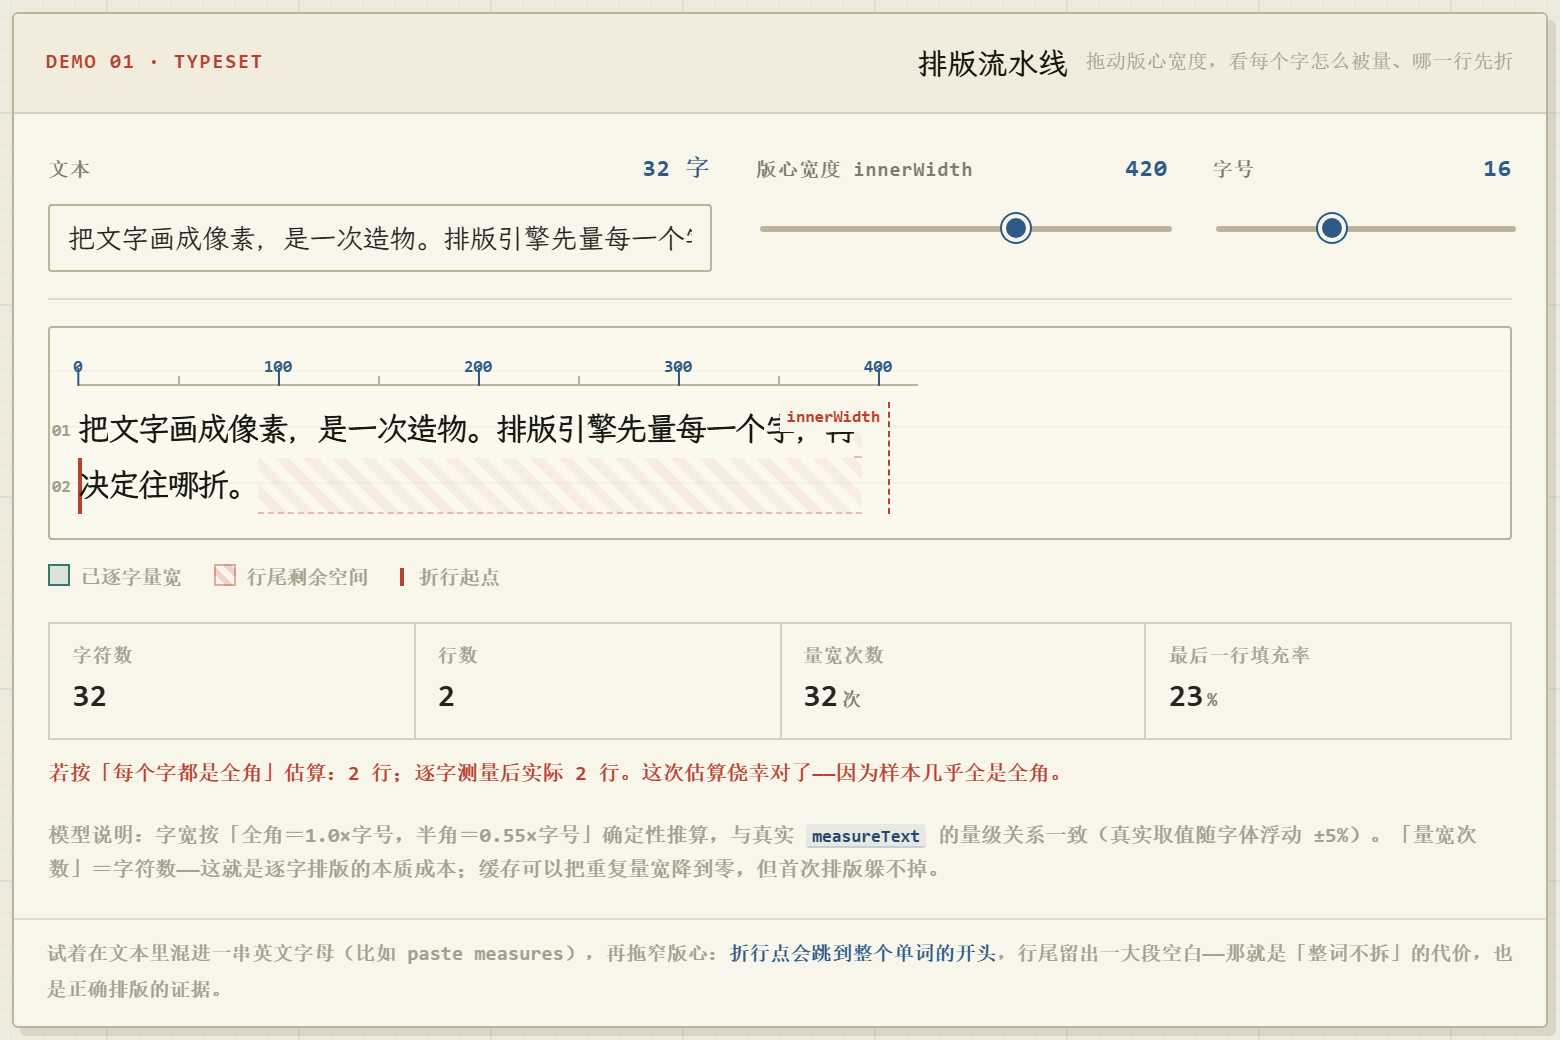 DEMO 01 · TYPESET
排版流水线 拖动版心宽度，看每个字怎么被量、哪一行先折
文本 32 字
版心宽度 innerWidth 420
字号 16
把文字画成像素，是一次造物。排版引擎先量每一个
0 100 200 300 400
innerWidth
01 把文字画成像素，是一次造物。排版引擎先量每一个字，再
02 决定往哪折。
已逐字量宽 行尾剩余空间 折行起点
字符数 行数 量宽次数 最后一行填充率
32 2 32次 23%
若按「每个字都是全角」估算：2 行；逐字测量后实际 2 行。这次估算侥幸对了——因为样本几乎全是全角。
模型说明：字宽按「全角＝1.0×字号，半角＝0.55×字号」确定性推算，与真实 measureText 的量级关系一致（真实取值随字体浮动 ±5%）。「量宽次
数」＝字符数——这就是逐字排版的本质成本；缓存可以把重复量宽降到零，但首次排版躲不掉。
试着在文本里混进一串英文字母（比如 paste measures），再拖窄版心：折行点会跳到整个单词的开头，行尾留出一大段空白——那就是「整词不拆」的代价，也
是正确排版的证据。